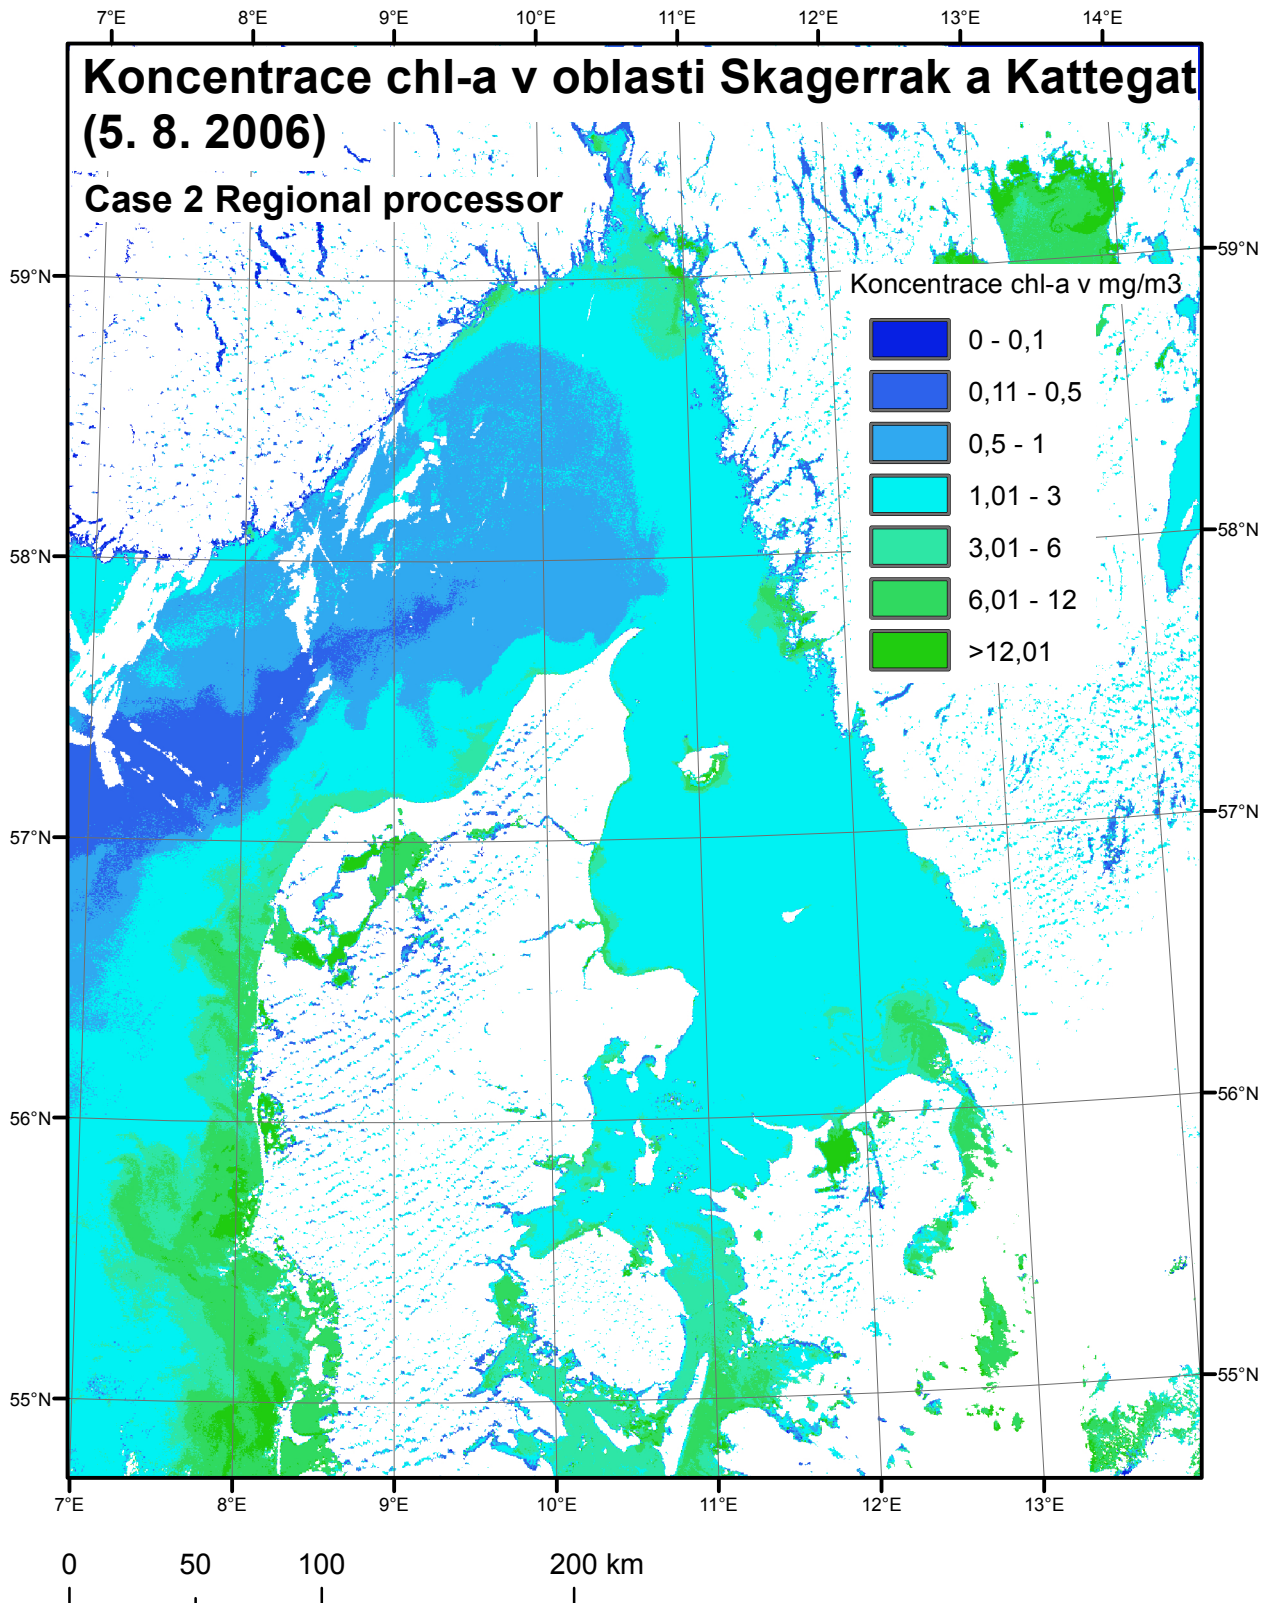 7°E 8°E 9°E 10°E 11°E 12°E 13°E 14°E
Koncentrace chl-a v oblasti Skagerrak a Kattegat
(5. 8. 2006)
Case 2 Regional processor
59°N 59°N
Koncentrace chl-a v mg/m3
0 - 0,1
0,11 - 0,5
0,5 - 1
1,01 - 3
3,01 - 6
6,01 - 12
>12,01
58°N 58°N
57°N 57°N
56°N 56°N
55°N 55°N
7°E 8°E 9°E 10°E 11°E 12°E 13°E
0 50 100 200 km